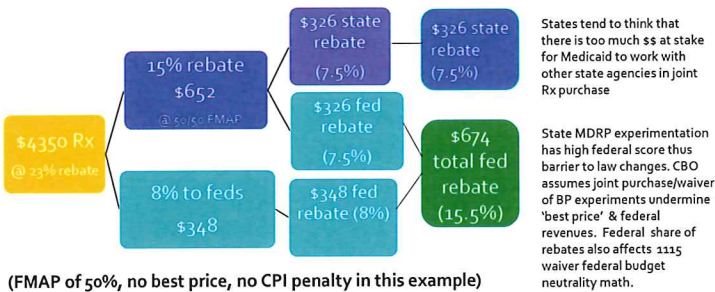 $4350 Rx
@ 23% rebate
15% rebate
$652
@ 50/50 FMAP
8% to feds
$348
$326 state
rebate
(7.5%)
$326 fed
rebate
(7.5%)
$348 fed
rebate (8%)
$326 state
rebate
(7.5%)
$674
total fed
rebate
(15.5%)
States tend to think that
there is too much $$ at stake
for Medicaid to work with
other state agencies in joint
Rx purchase
State MDRP experimentation
has high federal score thus
barrier to law changes. CBO
assumes joint purchase/waiver
of BP experiments undermine
'best price' & federal
revenues.  Federal  share of
rebates also affects  1115
waiver federal budget
neutrality math.
(FMAP of 50%, no best price, no CPI penalty in this example)